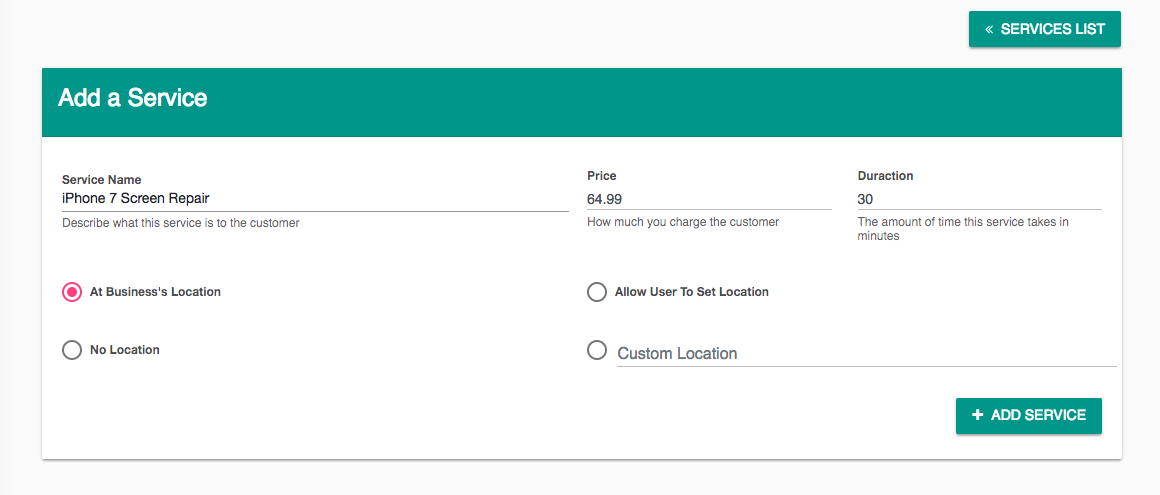 « SERVICES LIST
Add a Service
Service Name
iPhone 7 Screen Repair
Describe what this service is to the customer
Price
64.99
How much you charge the customer
Duraction
30
The amount of time this service takes in
minutes
At Business's Location
Allow User To Set Location
No Location
Custom Location
+ ADD SERVICE